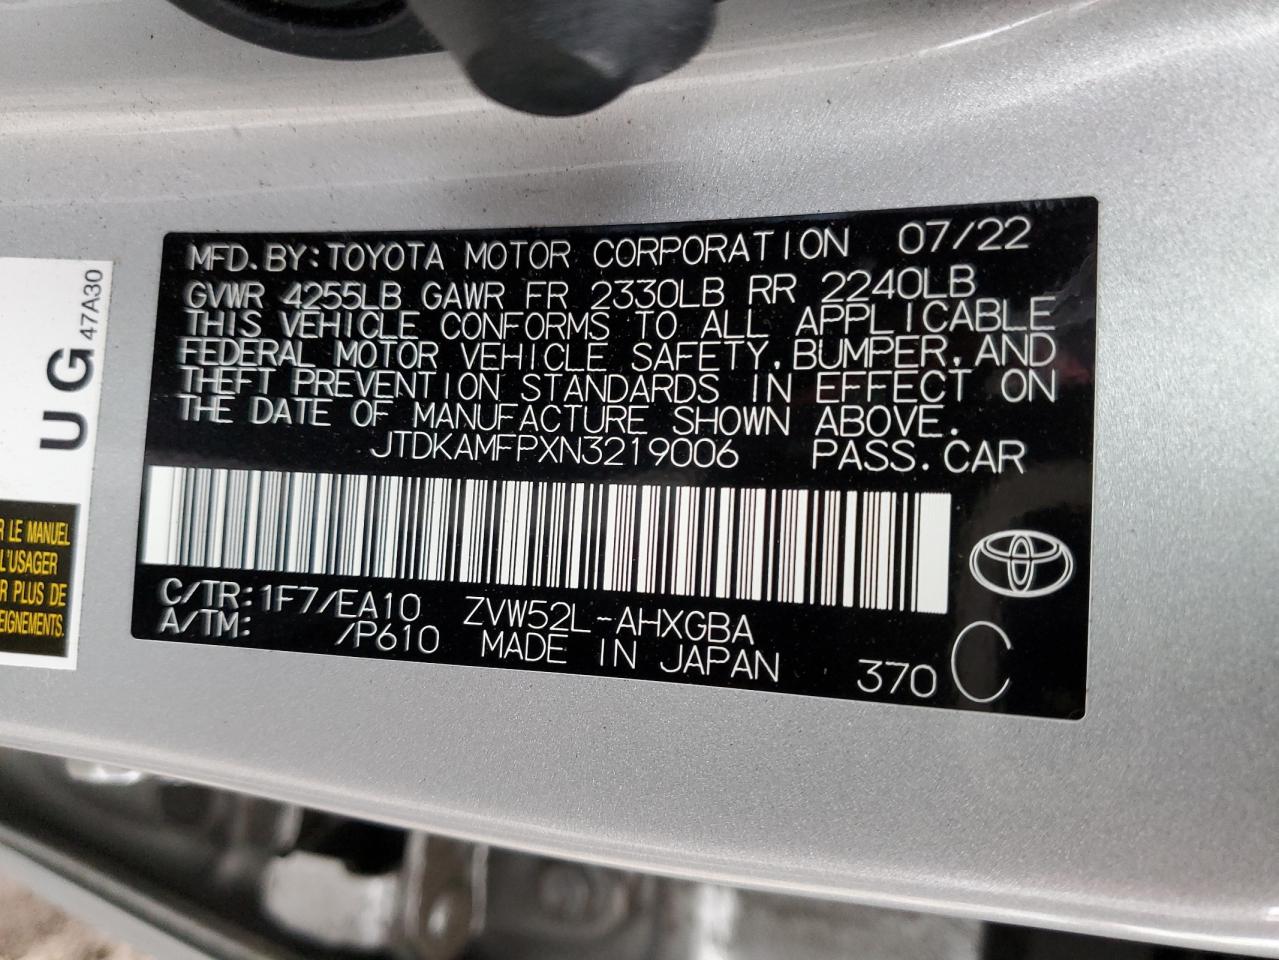 MFD. BY: TOYOTA MOTOR CORPORATION 07/22
GVWR 4255LB GAWR FR 2330LB RR 2240LB
THIS VEHICLE CONFORMS TO ALL APPLICABLE
FEDERAL MOTOR VEHICLE SAFETY, BUMPER, AND
THEFT PREVENTION STANDARDS IN EFFECT ON
THE DATE OF MANUFACTURE SHOWN ABOVE.
JTDKAMFPXN3219006 PASS. CAR
C/TR: 1F7/EA10 ZVW52L-AHXGBA
A/TM: /P610 MADE IN JAPAN 370 C
UG 47A30
R LE MANUEL
L'USAGER
R PLUS DE
EIGNEMENTS.